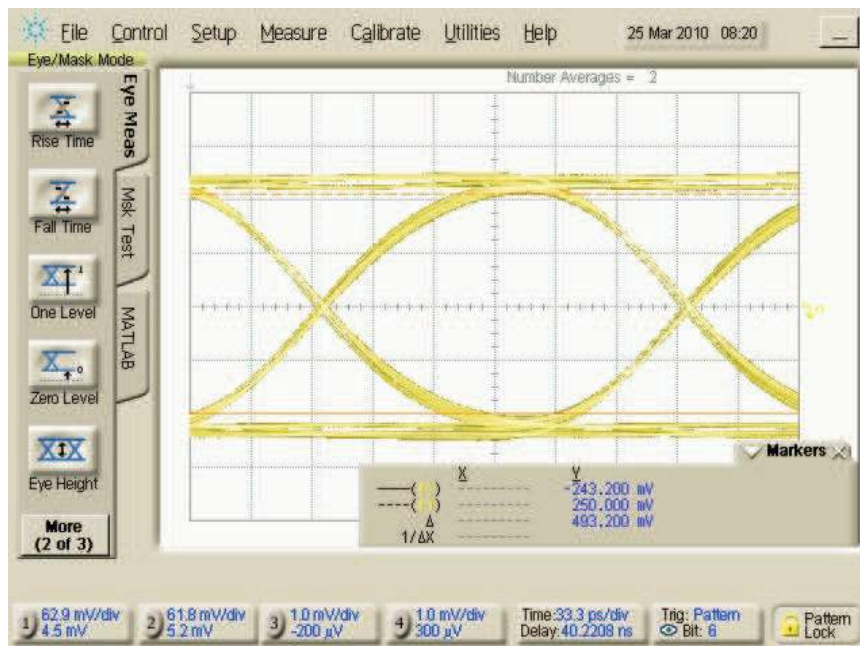 File Control Setup Measure Calibrate Utilities Help 25 Mar 2010 08:20
Eye/Mask Mode
Number Averages = 2
Eye Meas
Msk Test
MATLAB
Rise Time
Fall Time
One Level
Zero Level
Eye Height
More
(2 of 3)
Markers
X Y
-243.200 mV
250.000 mV
Δ 493.200 mV
1/ΔX
1) 62.9 mV/div
4.5 mV
2) 61.8 mV/div
5.2 mV
3) 1.0 mV/div
-200 µV
4) 1.0 mV/div
300 µV
Time:33.3 ps/div
Delay:40.2208 ns
Trig: Pattern
Bit: 6
Pattern
Lock